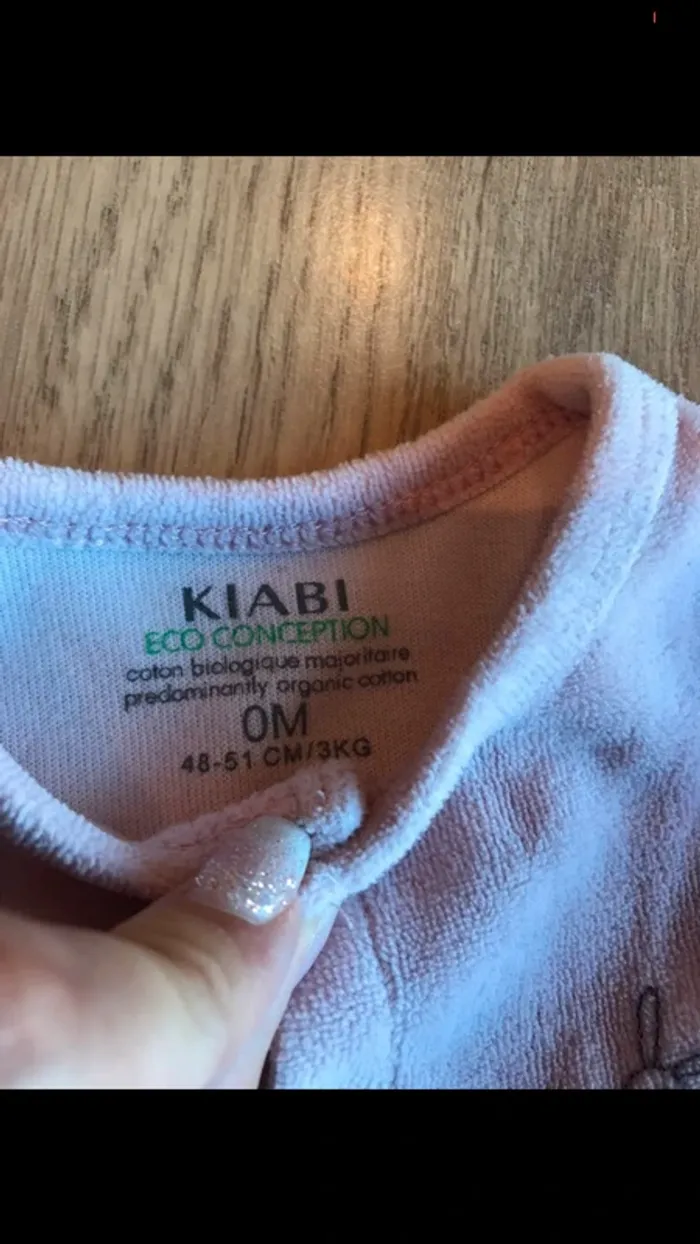 KIABI
ECO CONCEPTION
coton biologique majoritaire
predominantly organic cotton
0M
48-51 CM/3KG